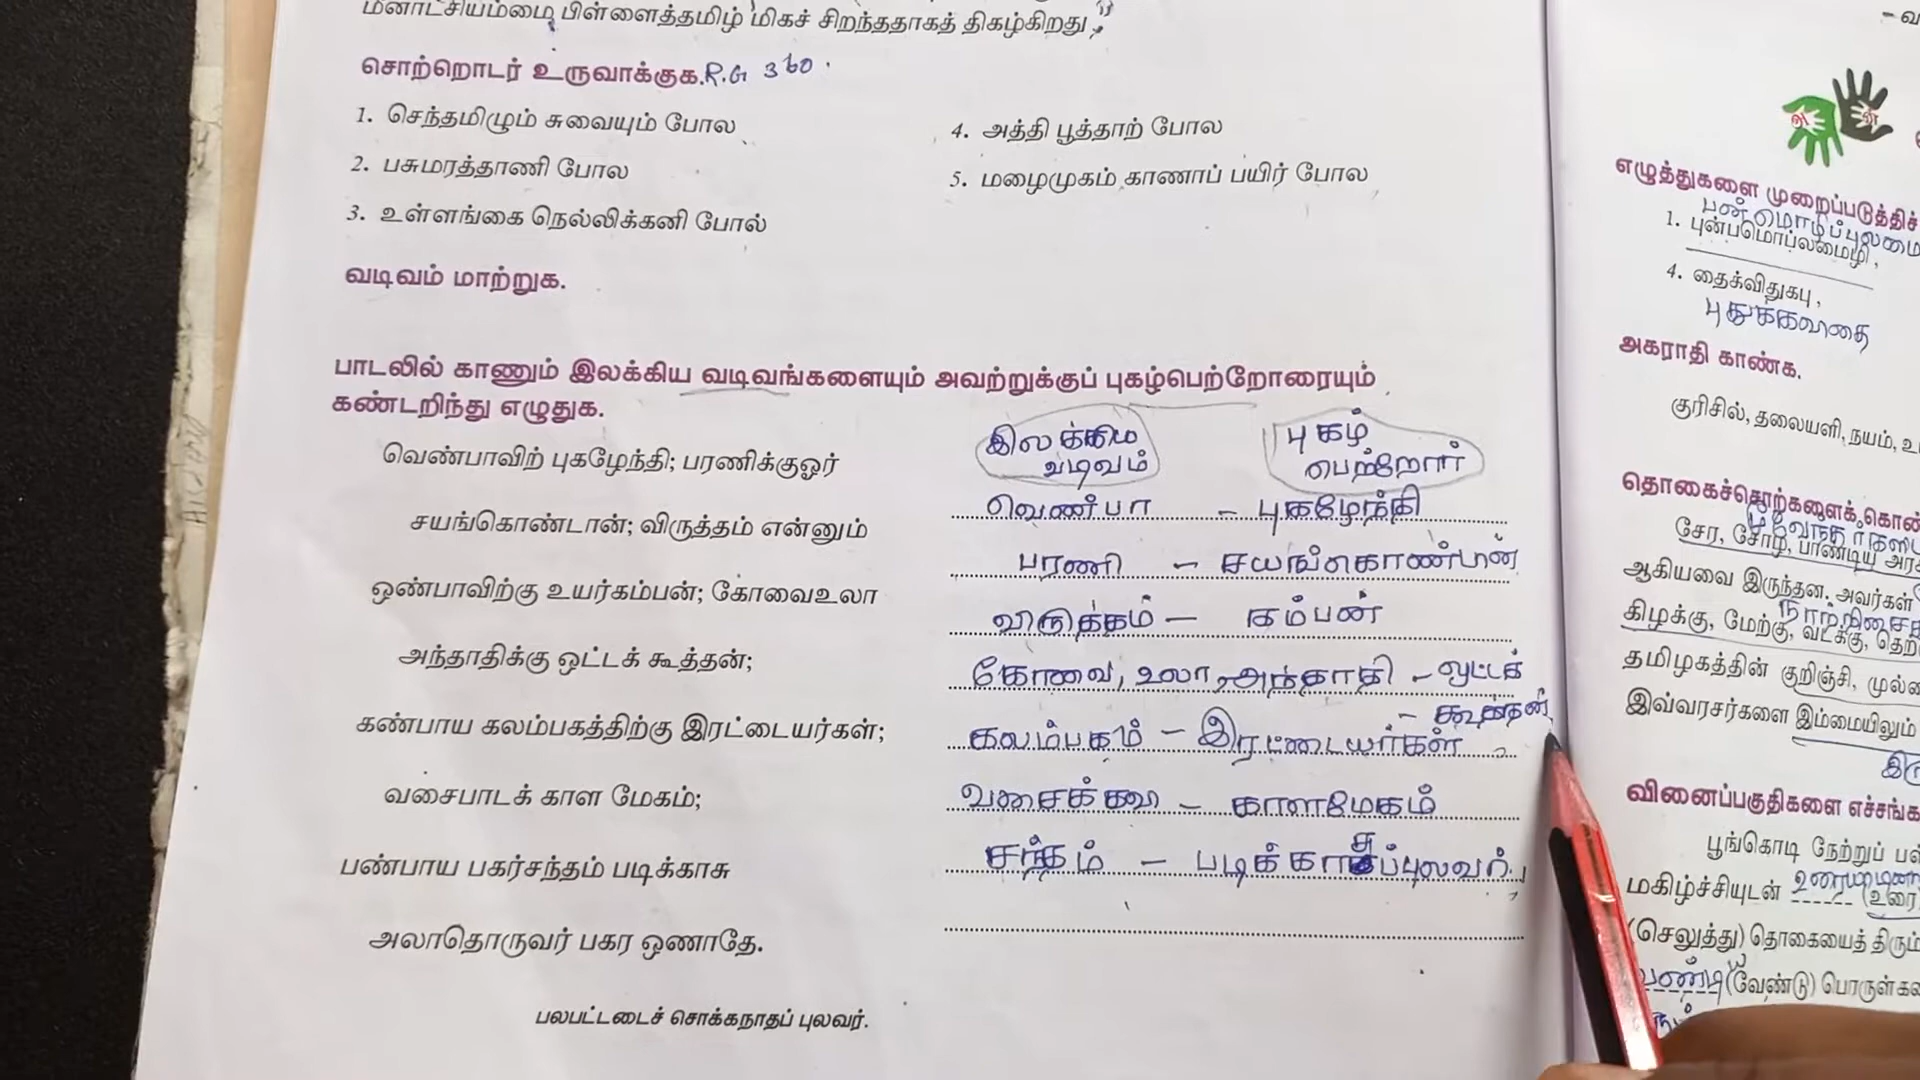 மீனாட்சியம்மை பிள்ளைத்தமிழ் மிகச் சிறந்ததாகத் திகழ்கிறது
சொற்றொடர் உருவாக்குக. R.G 360.
1. செந்தமிழும் சுவையும் போல
2. பசுமரத்தாணி போல
3. உள்ளங்கை நெல்லிக்கனி போல்
4. அத்தி பூத்தாற் போல
5. மழைமுகம் காணாப் பயிர் போல
வடிவம் மாற்றுக.
பாடலில் காணும் இலக்கிய வடிவங்களையும் அவற்றுக்குப் புகழ்பெற்றோரையும்
கண்டறிந்து எழுதுக.
வெண்பாவிற் புகழேந்தி; பரணிக்குஓர்
சயங்கொண்டான்; விருத்தம் என்னும்
ஒண்பாவிற்கு உயர்கம்பன்; கோவைஉலா
அந்தாதிக்கு ஒட்டக் கூத்தன்;
கண்பாய கலம்பகத்திற்கு இரட்டையர்கள்;
வசைபாடக் காள மேகம்;
பண்பாய பகர்சந்தம் படிக்காசு
அலாதொருவர் பகர ஒணாதே.
பலபட்டடைச் சொக்கநாதப் புலவர்.
இலக்கிய வடிவம்
புகழ் பெற்றோர்
வெண்பா - புகழேந்தி
பரணி - சயங்கொண்டான்
விருத்தம் - கம்பன்
கோவை, உலா, அந்தாதி - ஒட்டக்
- கூத்தன்
கலம்பகம் - இரட்டையர்கள்
வசைக்கவி - காளமேகம்
சந்தம் - படிக்காசுப்புலவர்.
எழுத்துகளை முறைப்படுத்திச்
பன்மொழிப்புலமை
1. புன்பமொப்லமைழி,
4. தைக்விதுகபு,
புதுக்கவிதை
அகராதி காண்க.
குரிசில், தலையளி, நயம்,
தொகைச்சொற்களைக் கொண்
மூவேந்தர்கள்
சேர, சோழ, பாண்டிய
ஆகியவை இருந்தன. அவர்கள்
நாற்றிசை
கிழக்கு, மேற்கு, வடக்கு,
தமிழகத்தின் குறிஞ்சி,
இவ்வரசர்களை இம்மையிலும்
வினைப்பகுதிகளை எச்சங்க
பூங்கொடி நேற்றுப்
மகிழ்ச்சியுடன் (உரை
(செலுத்து) தொகையைத்
(வேண்டு)